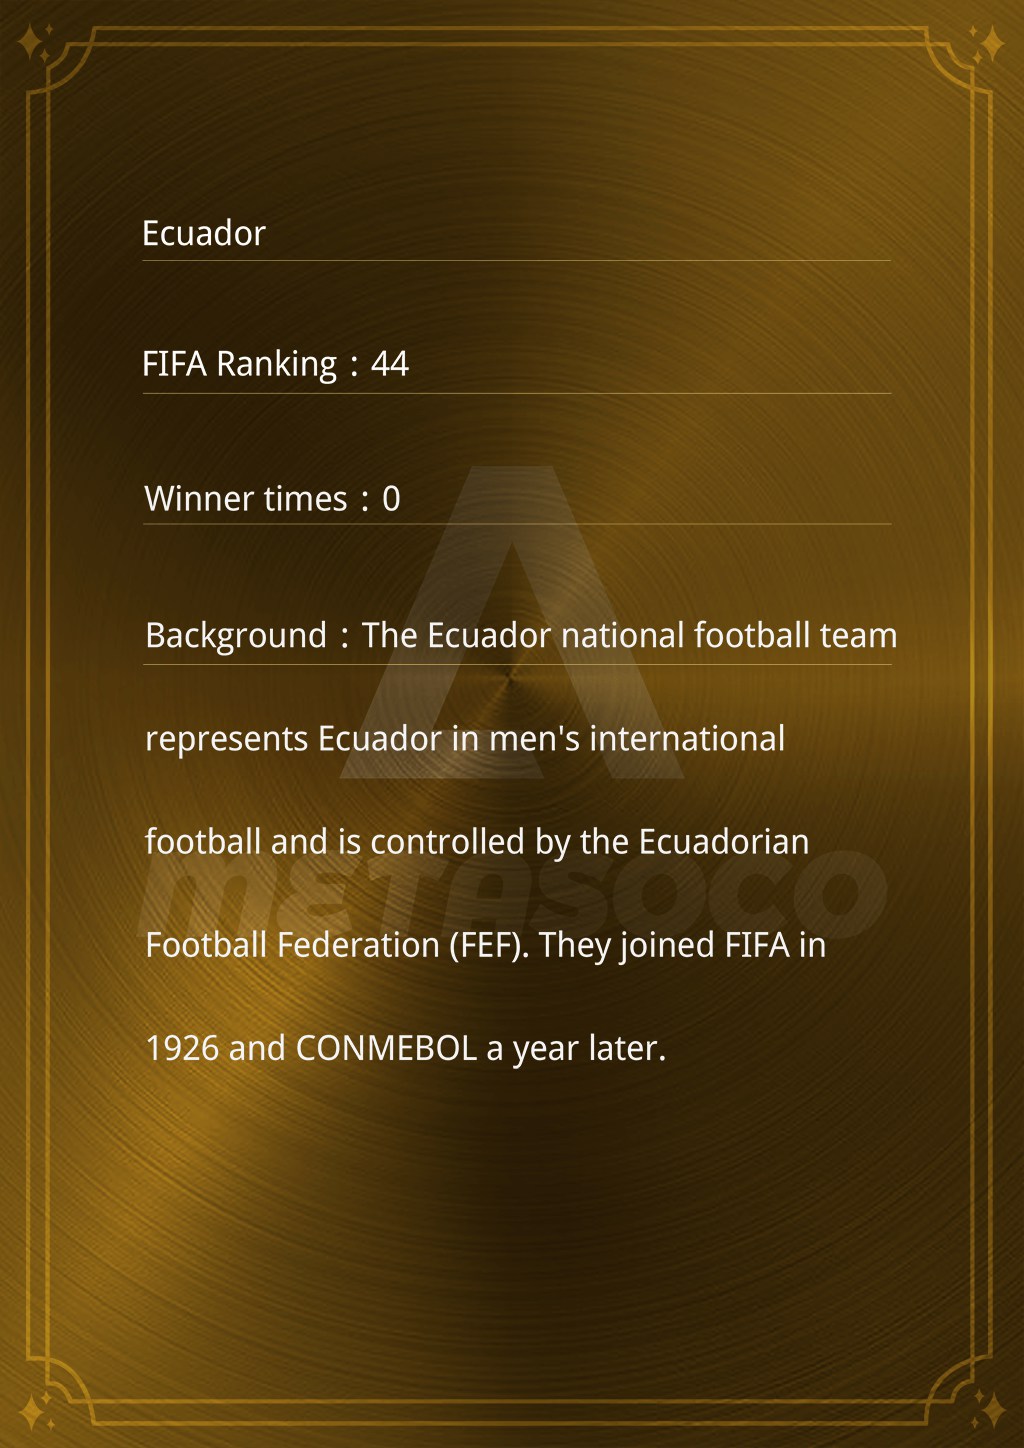 Ecuador
FIFA Ranking：44
Winner times：0
Background：The Ecuador national football team
represents Ecuador in men's international
football and is controlled by the Ecuadorian
METASOCO
Football Federation (FEF). They joined FIFA in
1926 and CONMEBOL a year later.